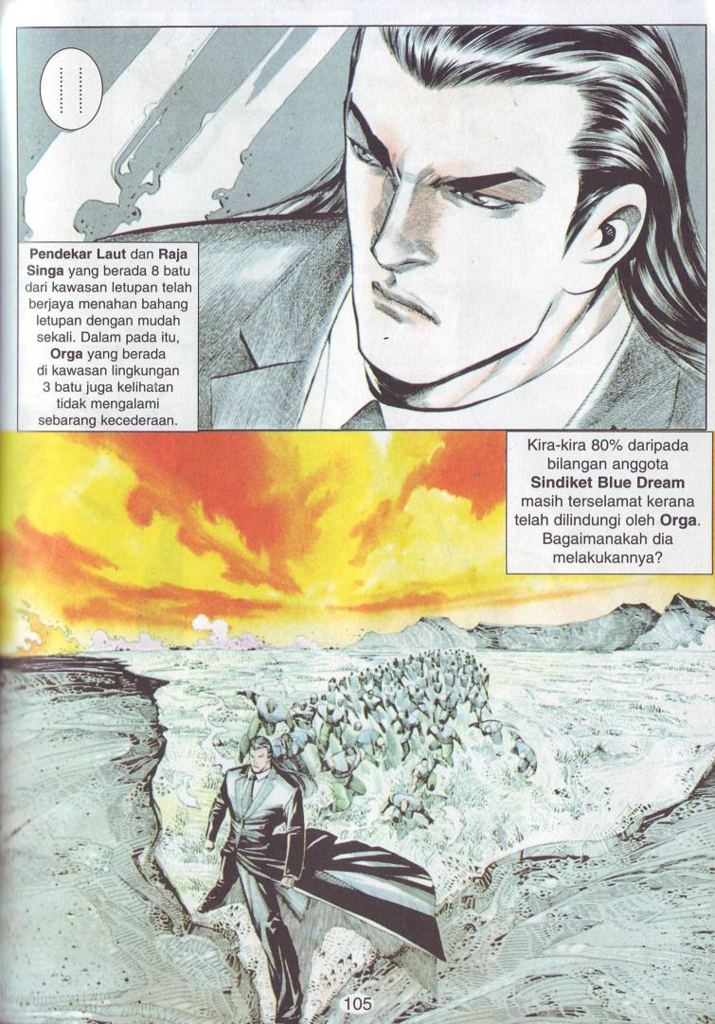 Pendekar Laut dan Raja
Singa yang berada 8 batu
dari kawasan letupan telah
berjaya menahan bahang
letupan dengan mudah
sekali. Dalam pada itu,
Orga yang berada
di kawasan lingkungan
3 batu juga kelihatan
tidak mengalami
sebarang kecederaan.
Kira-kira 80% daripada
bilangan anggota
Sindiket Blue Dream
masih terselamat kerana
telah dilindungi oleh Orga.
Bagaimanakah dia
melakukannya?
105